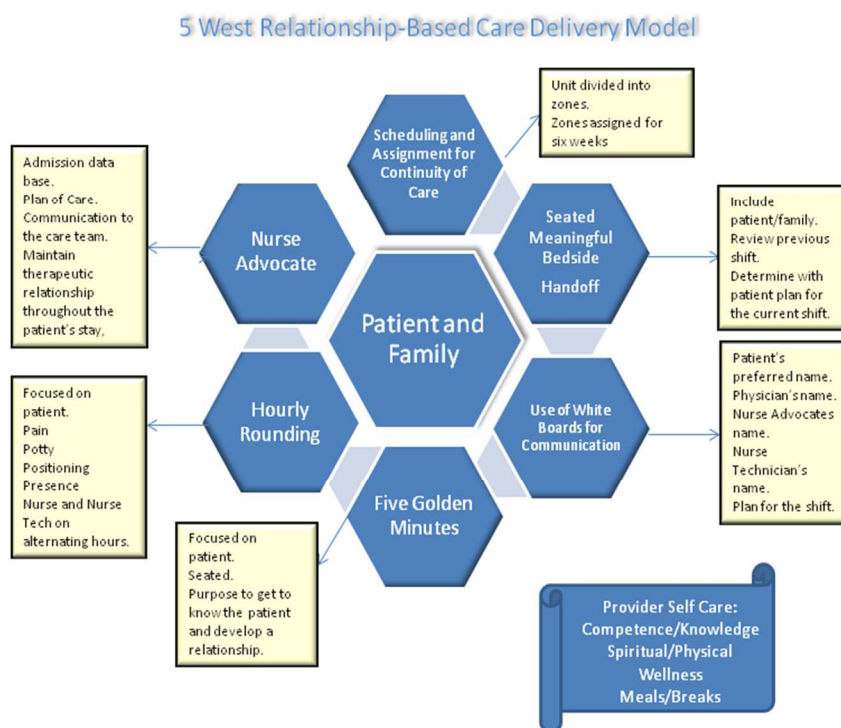 5 West Relationship-Based Care Delivery Model
Scheduling and
Assignment for
Continuity of
Care
Unit divided into
zones.
Zones assigned for
six weeks
Admission data
base.
Plan of Care.
Communication to
the care team.
Maintain
therapeutic
relationship
throughout the
patient's stay,
Nurse
Advocate
Seated
Meaningful
Bedside
Handoff
Include
patient/family.
Review previous
shift.
Determine with
patient plan for
the current shift.
Patient and
Family
Focused on
patient.
Pain
Potty
Positioning
Presence
Nurse and Nurse
Tech on
alternating hours.
Hourly
Rounding
Use of White
Boards for
Communication
Patient's
preferred name.
Physician's name.
Nurse Advocates
name.
Nurse
Technician's
name.
Plan for the shift.
Five Golden
Minutes
Focused on
patient.
Seated.
Purpose to get to
know the patient
and develop a
relationship.
Provider Self Care:
Competence/Knowledge
Spiritual/Physical
Wellness
Meals/Breaks